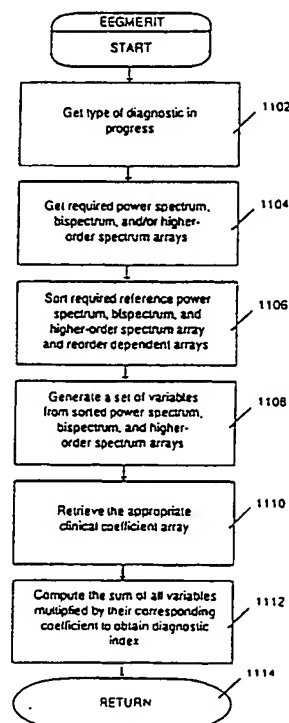 EEGMERIT
START
Get type of diagnostic in
progress
1102
Get required power spectrum,
bispectrum, and/or higher-
order spectrum arrays
1104
Sort required reference power
spectrum, bispectrum, and
higher-order spectrum array
and reorder dependent arrays
1106
Generate a set of variables
from sorted power spectrum,
bispectrum, and higher-
order spectrum arrays
1108
Retrieve the appropriate
clinical coefficient array
1110
Compute the sum of all variables
multiplied by their corresponding
coefficient to obtain diagnostic
index
1112
RETURN
1114